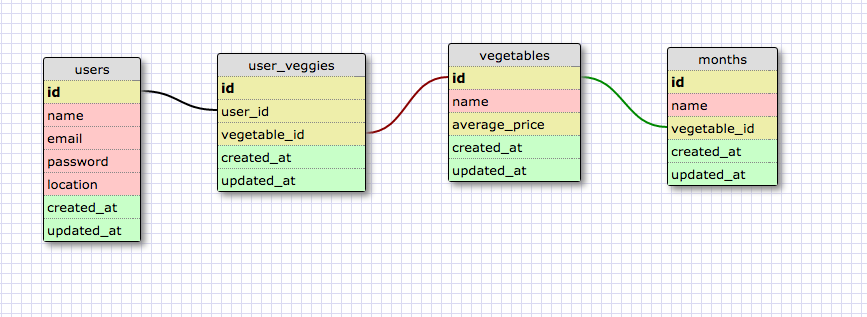 users
id
name
email
password
location
created_at
updated_at
user_veggies
id
user_id
vegetable_id
created_at
updated_at
vegetables
id
name
average_price
created_at
updated_at
months
id
name
vegetable_id
created_at
updated_at